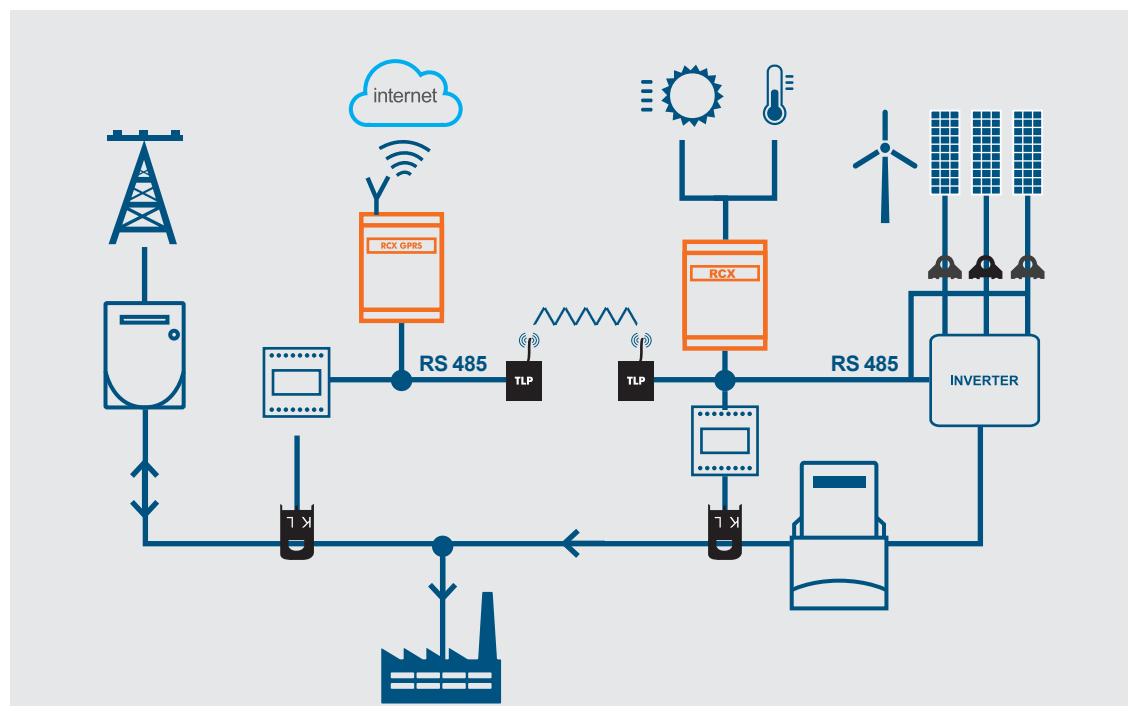 internet
RCX GPRS
RCX
RS 485
TLP
TLP
RS 485
INVERTER
K L
K L